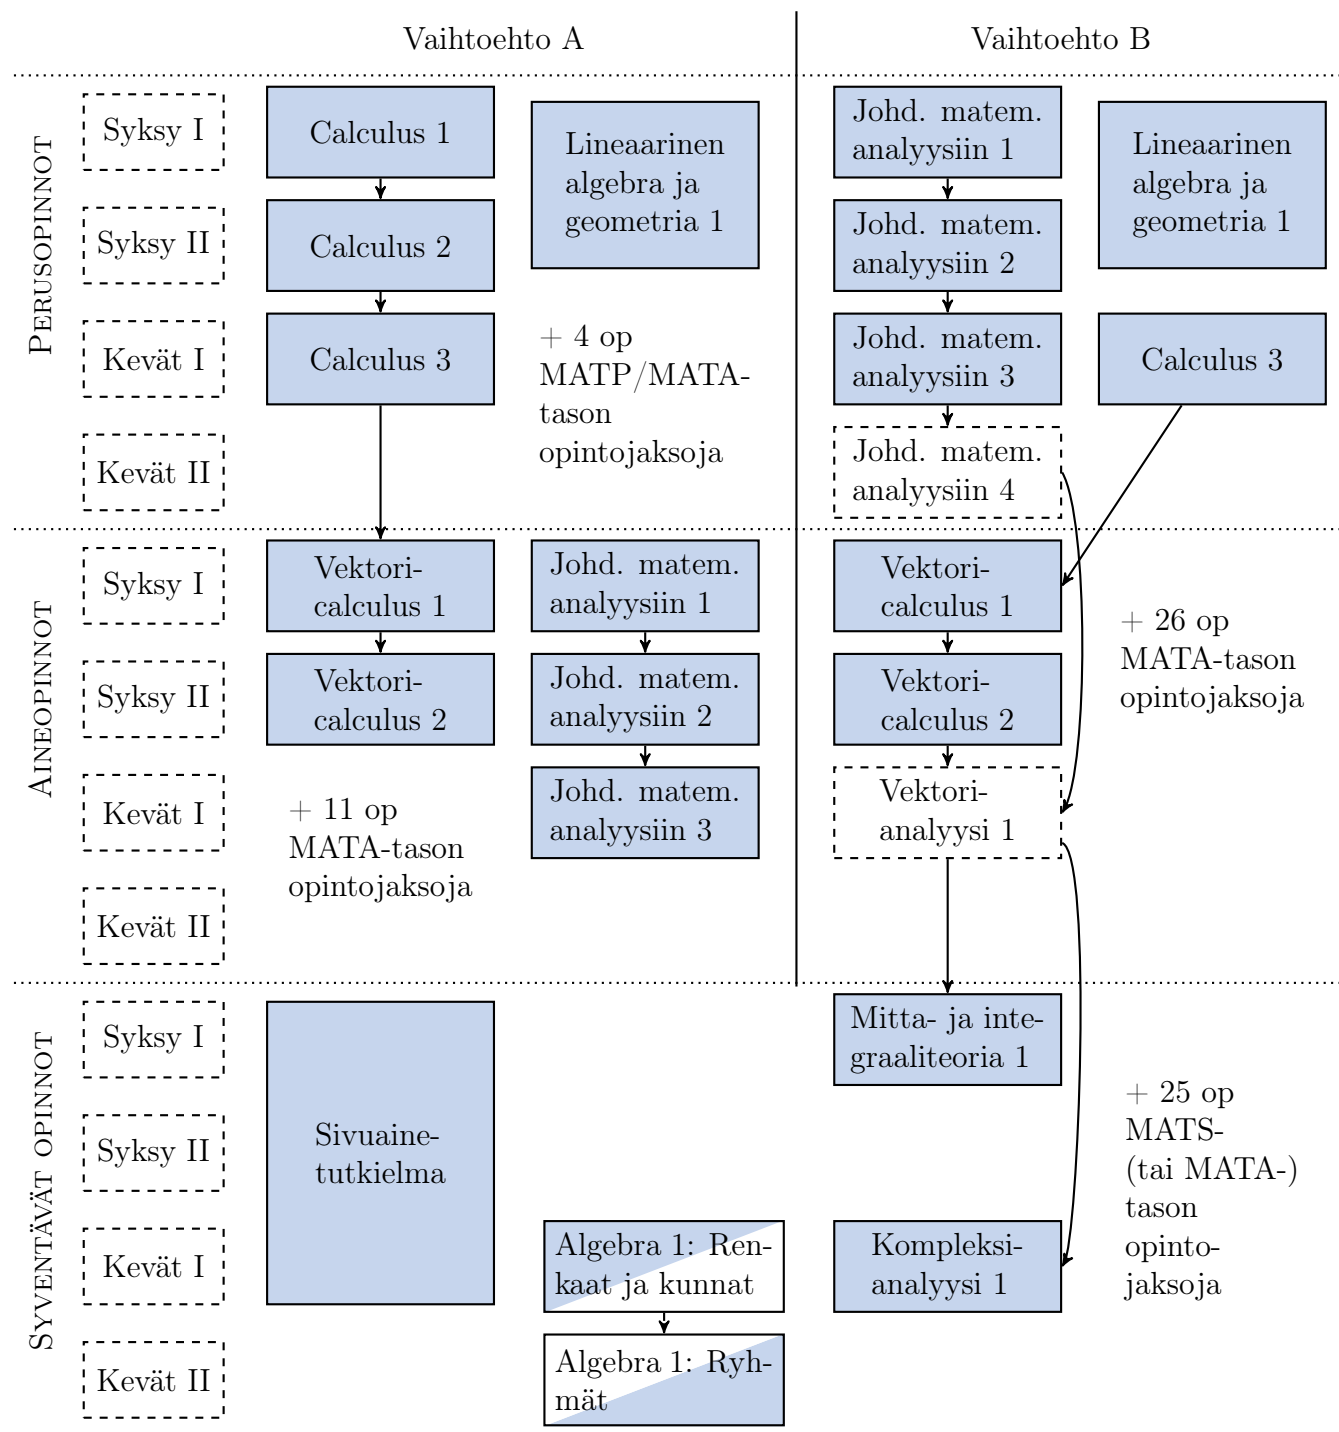 Vaihtoehto A
Vaihtoehto B
PERUSOPINNOT
Syksy I
Syksy II
Kevät I
Kevät II
Calculus 1
Calculus 2
Calculus 3
Lineaarinen
algebra ja
geometria 1
+ 4 op
MATP/MATA-
tason
opintojaksoja
Johd. matem.
analyysiin 1
Johd. matem.
analyysiin 2
Johd. matem.
analyysiin 3
Johd. matem.
analyysiin 4
Lineaarinen
algebra ja
geometria 1
Calculus 3
AINEOPINNOT
Syksy I
Syksy II
Kevät I
Kevät II
Vektori-
calculus 1
Vektori-
calculus 2
+ 11 op
MATA-tason
opintojaksoja
Johd. matem.
analyysiin 1
Johd. matem.
analyysiin 2
Johd. matem.
analyysiin 3
Vektori-
calculus 1
Vektori-
calculus 2
Vektori-
analyysi 1
+ 26 op
MATA-tason
opintojaksoja
SYVENTÄVÄT OPINNOT
Syksy I
Syksy II
Kevät I
Kevät II
Sivuaine-
tutkielma
Algebra 1: Ren-
kaat ja kunnat
Algebra 1: Ryh-
mät
Mitta- ja inte-
graaliteoria 1
Kompleksi-
analyysi 1
+ 25 op
MATS-
(tai MATA-)
tason
opinto-
jaksoja